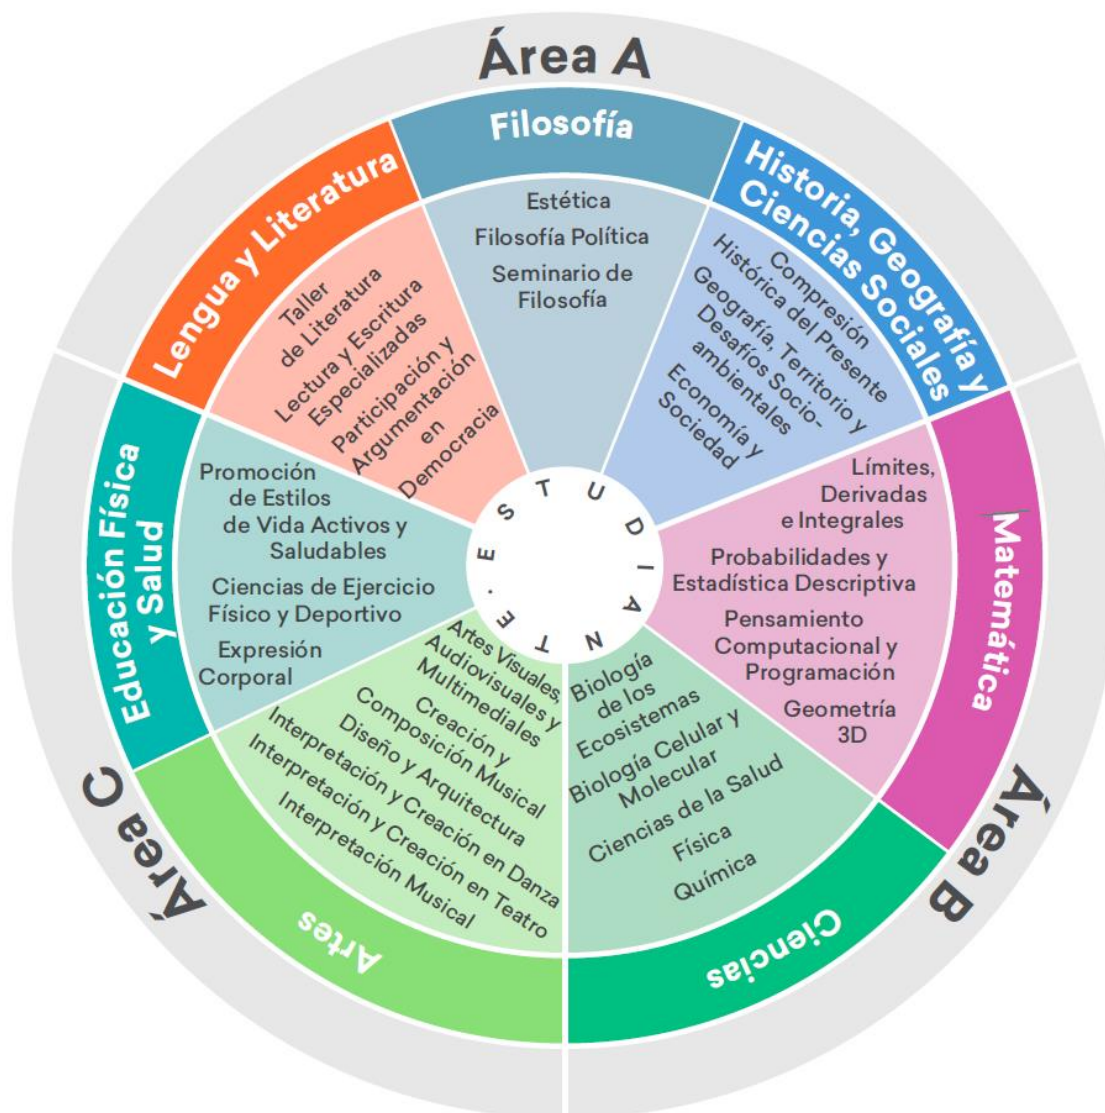 Área A
Filosofía
Estética
Filosofía Política
Seminario de
Filosofía
Historia, Geografía y
Ciencias Sociales
Compresión
Histórica del Presente
Geografía, Territorio y
Desafíos Socio-
ambientales
Economía y
Sociedad
Matemática
Límites,
Derivadas
e Integrales
Probabilidades y
Estadística Descriptiva
Pensamiento
Computacional y
Programación
Geometría
3D
Área B
Ciencias
Biología
de los
Ecosistemas
Biología Celular y
Molecular
Ciencias de la Salud
Física
Química
Artes
Artes Visuales,
Audiovisuales y
Multimediales
Creación y
Composición Musical
Diseño y Arquitectura
Interpretación y Creación en Danza
Interpretación y Creación en Teatro
Interpretación Musical
Área C
Educación Física
y Salud
Promoción
de Estilos
de Vida Activos y
Saludables
Ciencias de Ejercicio
Físico y Deportivo
Expresión
Corporal
Lengua y Literatura
Taller
de Literatura
Lectura y Escritura
Especializadas
Participación y
Argumentación
en
Democracia
ESTUDIANTE.